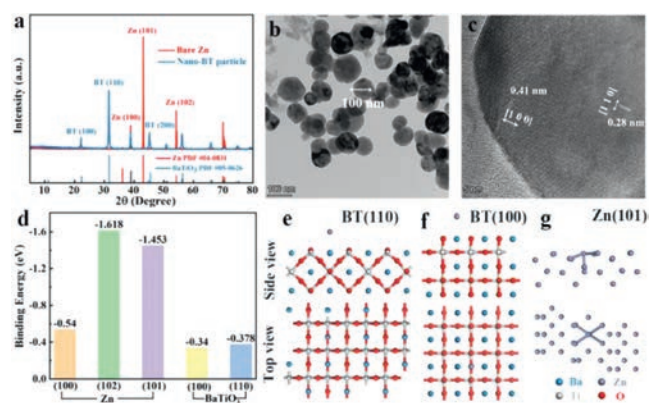 a
Intensity (a.u.)
Zn (101)
Bare Zn
Nano-BT particle
BT (110)
Zn (102)
Zn (100)
BT (100)
BT (200)
Zn PDF #04-0831
BaTiO3 PDF #05-0626
10 20 30 40 50 60 70 80
2θ (Degree)
b
100 nm
c
0.41 nm
[1 0 0]
0.28 nm
d
Binding Energy (eV)
-1.6
-1.2
-0.8
-0.4
0.0
-0.54
-1.618
-1.453
-0.34
-0.378
(100) (102) (101) (100) (110)
Zn BaTiO3
e BT(110)
f BT(100)
g Zn(101)
Side view
Top view
Ba Zn
Ti O